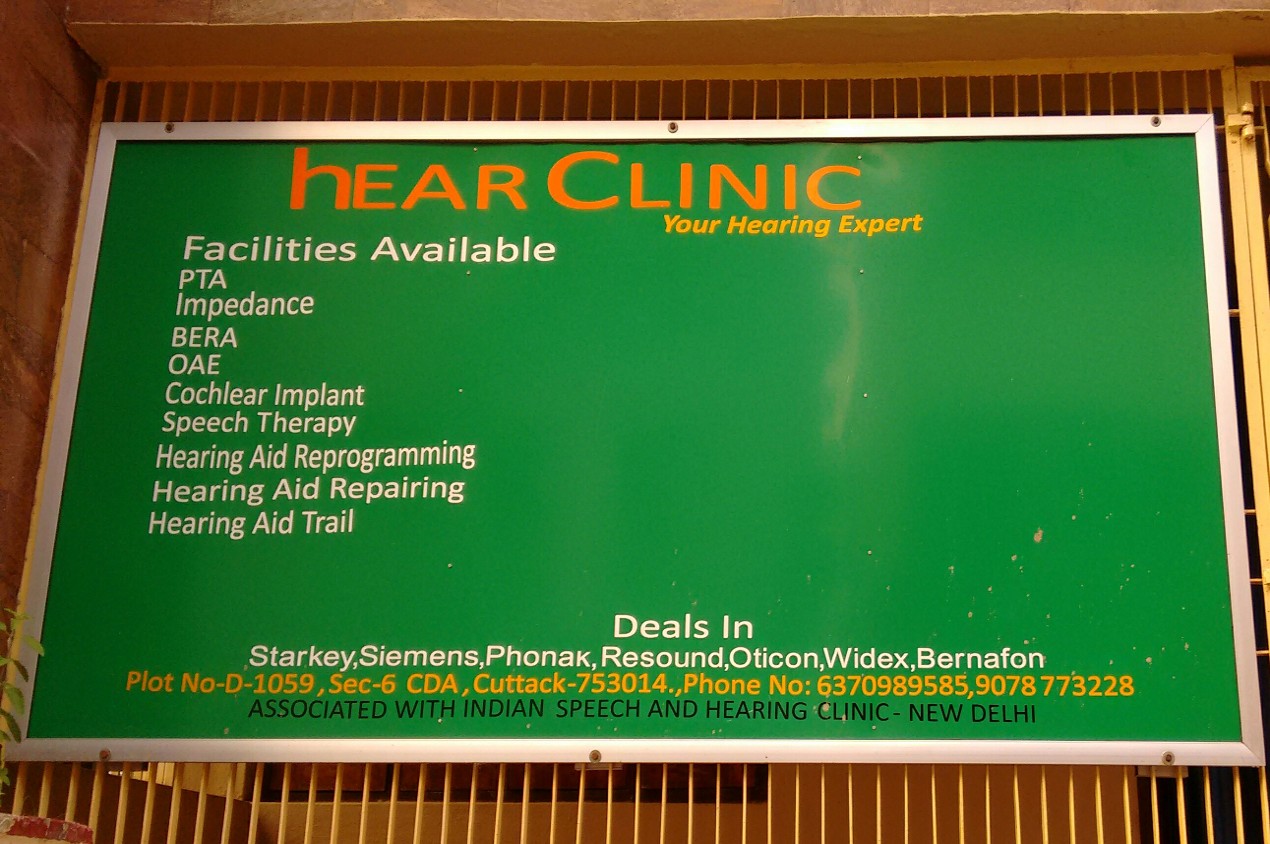 hEAR CLINIC
Your Hearing Expert
Facilities Available
PTA
Impedance
BERA
OAE
Cochlear Implant
Speech Therapy
Hearing Aid Reprogramming
Hearing Aid Repairing
Hearing Aid Trail
Deals In
Starkey,Siemens,Phonak,Resound,Oticon,Widex,Bernafon
Plot No-D-1059,Sec-6 CDA,Cuttack-753014.,Phone No: 6370989585,9078773228
ASSOCIATED WITH INDIAN SPEECH AND HEARING CLINIC- NEW DELHI